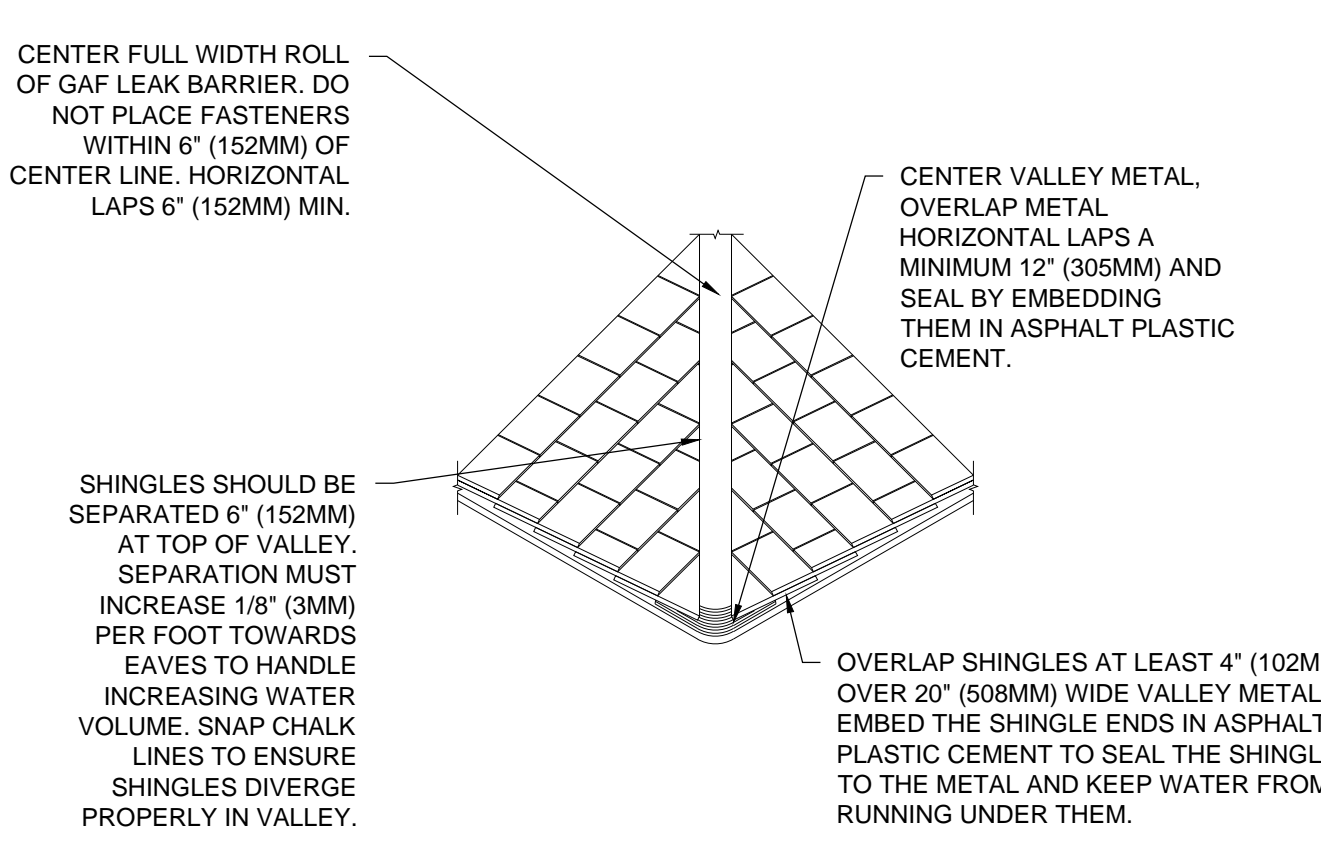 CENTER FULL WIDTH ROLL
OF GAF LEAK BARRIER. DO
NOT PLACE FASTENERS
WITHIN 6" (152MM) OF
CENTER LINE. HORIZONTAL
LAPS 6" (152MM) MIN.
CENTER VALLEY METAL,
OVERLAP METAL
HORIZONTAL LAPS A
MINIMUM 12" (305MM) AND
SEAL BY EMBEDDING
THEM IN ASPHALT PLASTIC
CEMENT.
SHINGLES SHOULD BE
SEPARATED 6" (152MM)
AT TOP OF VALLEY.
SEPARATION MUST
INCREASE 1/8" (3MM)
PER FOOT TOWARDS
EAVES TO HANDLE
INCREASING WATER
VOLUME. SNAP CHALK
LINES TO ENSURE
SHINGLES DIVERGE
PROPERLY IN VALLEY.
OVERLAP SHINGLES AT LEAST 4" (102M
OVER 20" (508MM) WIDE VALLEY METAL
EMBED THE SHINGLE ENDS IN ASPHALT
PLASTIC CEMENT TO SEAL THE SHINGL
TO THE METAL AND KEEP WATER FROM
RUNNING UNDER THEM.